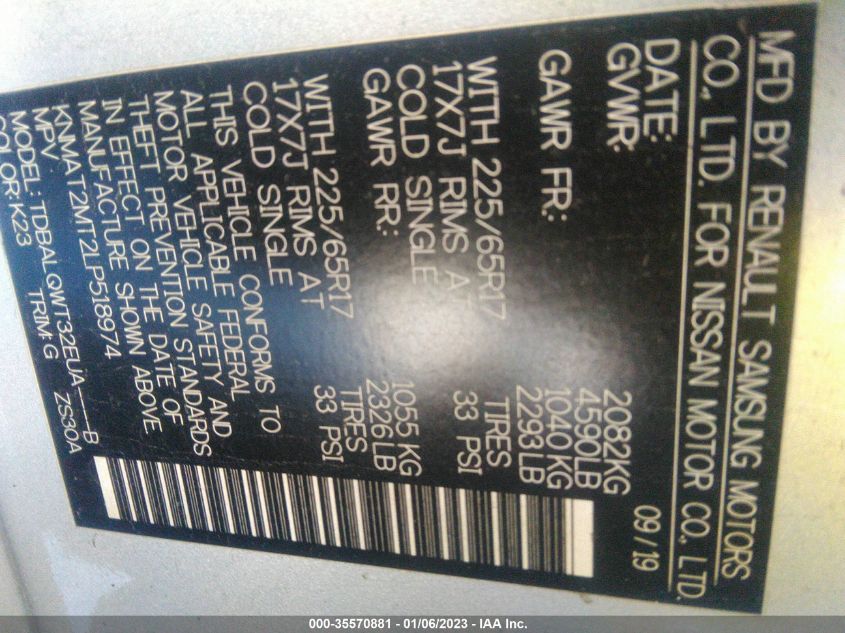 MFD BY RENAULT SAMSUNG MOTORS
CO., LTD. FOR NISSAN MOTOR CO., LTD.
DATE: 09/19
GVWR: 2082KG
4590LB
GAWR FR: 1040KG
2293LB
WITH 225/65R17 TIRES
17X7J RIMS AT 33 PSI
COLD SINGLE
GAWR RR: 1055KG
2326LB
WITH 225/65R17 TIRES
17X7J RIMS AT 33 PSI
COLD SINGLE
THIS VEHICLE CONFORMS TO
ALL APPLICABLE FEDERAL
MOTOR VEHICLE SAFETY AND
THEFT PREVENTION STANDARDS
IN EFFECT ON THE DATE OF
MANUFACTURE SHOWN ABOVE
KNMAT2MT2LP518974
MPV
MODEL: TDBALQWT32EUA---B
COLOR: K23 TRIM: G ZS30A
000-35570881 - 01/06/2023 - IAA Inc.